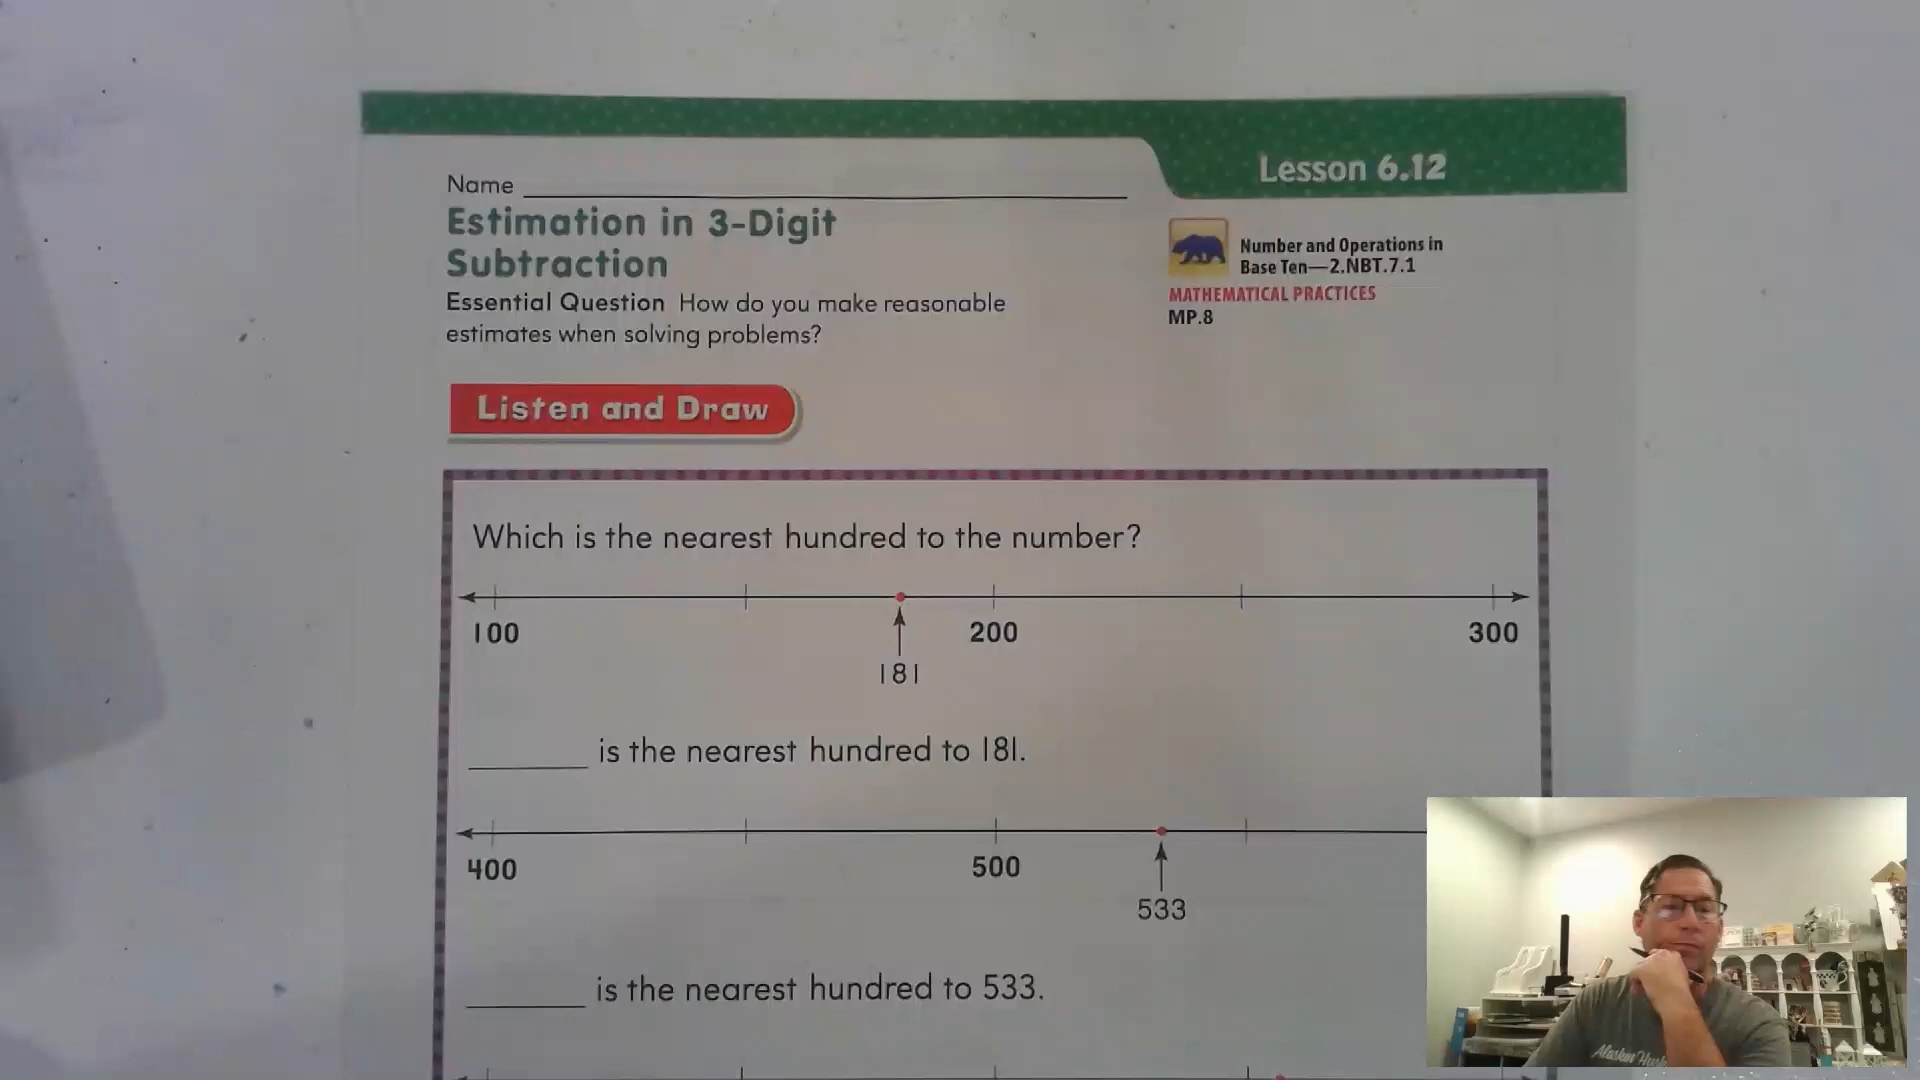 Lesson 6.12
Name
Estimation in 3-Digit
Subtraction
Essential Question How do you make reasonable
estimates when solving problems?
Number and Operations in
Base Ten—2.NBT.7.1
MATHEMATICAL PRACTICES
MP.8
Listen and Draw
Which is the nearest hundred to the number?
100 200 300
181
is the nearest hundred to 181.
400 500
533
is the nearest hundred to 533.
Alaskan